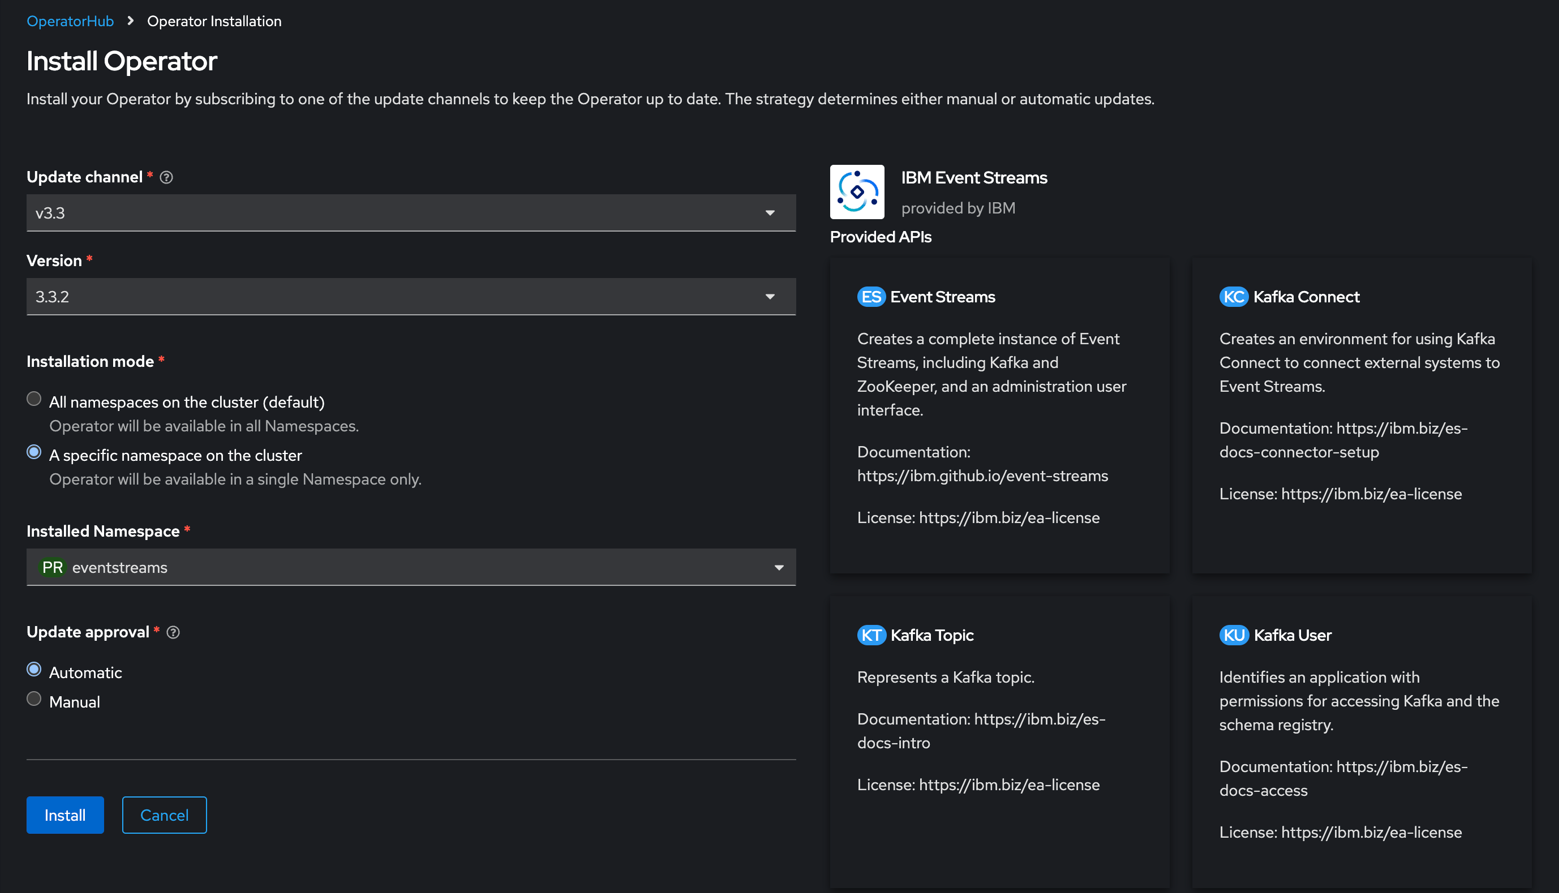 OperatorHub > Operator Installation
Install Operator
Install your Operator by subscribing to one of the update channels to keep the Operator up to date. The strategy determines either manual or automatic updates.
Update channel *
v3.3
Version *
3.3.2
Installation mode *
All namespaces on the cluster (default)
Operator will be available in all Namespaces.
A specific namespace on the cluster
Operator will be available in a single Namespace only.
Installed Namespace *
PR eventstreams
Update approval *
Automatic
Manual
Install
Cancel
IBM Event Streams
provided by IBM
Provided APIs
ES Event Streams
Creates a complete instance of Event
Streams, including Kafka and
ZooKeeper, and an administration user
interface.
Documentation:
https://ibm.github.io/event-streams
License: https://ibm.biz/ea-license
KC Kafka Connect
Creates an environment for using Kafka
Connect to connect external systems to
Event Streams.
Documentation: https://ibm.biz/es-
docs-connector-setup
License: https://ibm.biz/ea-license
KT Kafka Topic
Represents a Kafka topic.
Documentation: https://ibm.biz/es-
docs-intro
License: https://ibm.biz/ea-license
KU Kafka User
Identifies an application with
permissions for accessing Kafka and the
schema registry.
Documentation: https://ibm.biz/es-
docs-access
License: https://ibm.biz/ea-license